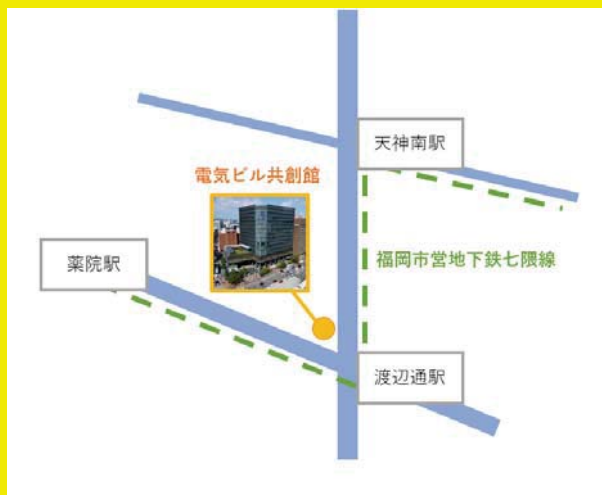 天神南駅
電気ビル共創館
薬院駅
福岡市営地下鉄七隈線
渡辺通駅